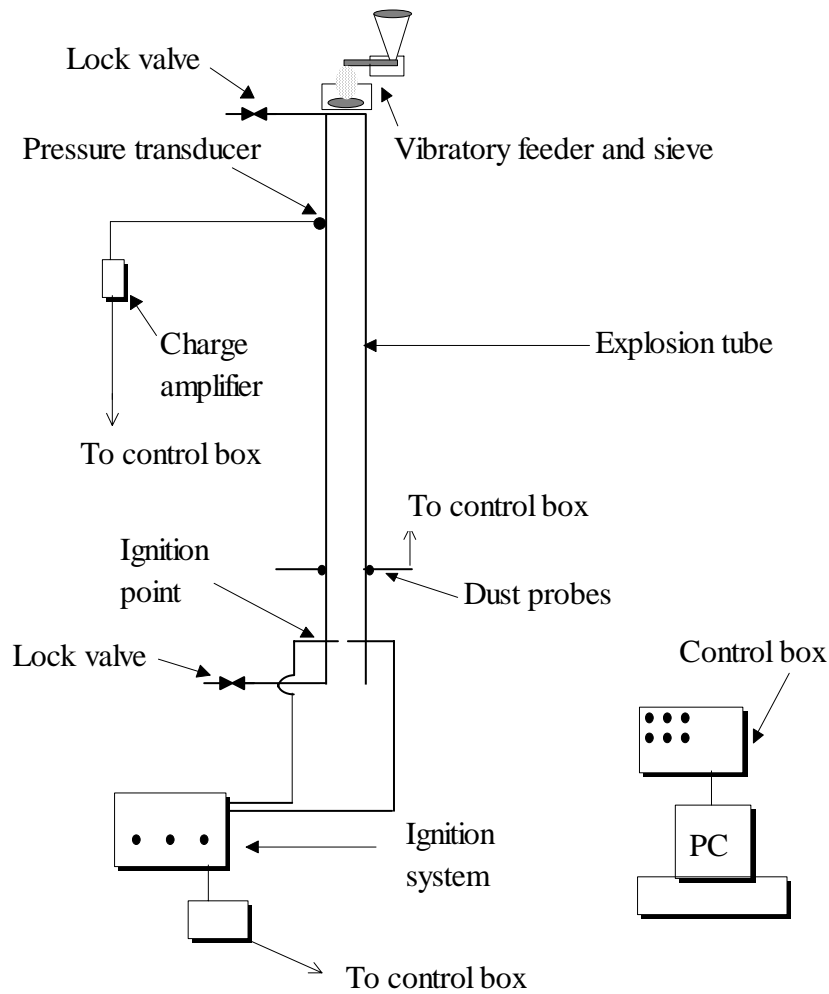 Lock valve
Pressure transducer
Vibratory feeder and sieve
Charge
amplifier
Explosion tube
To control box
To control box
Ignition
point
Dust probes
Lock valve
Control box
Ignition
system
PC
To control box